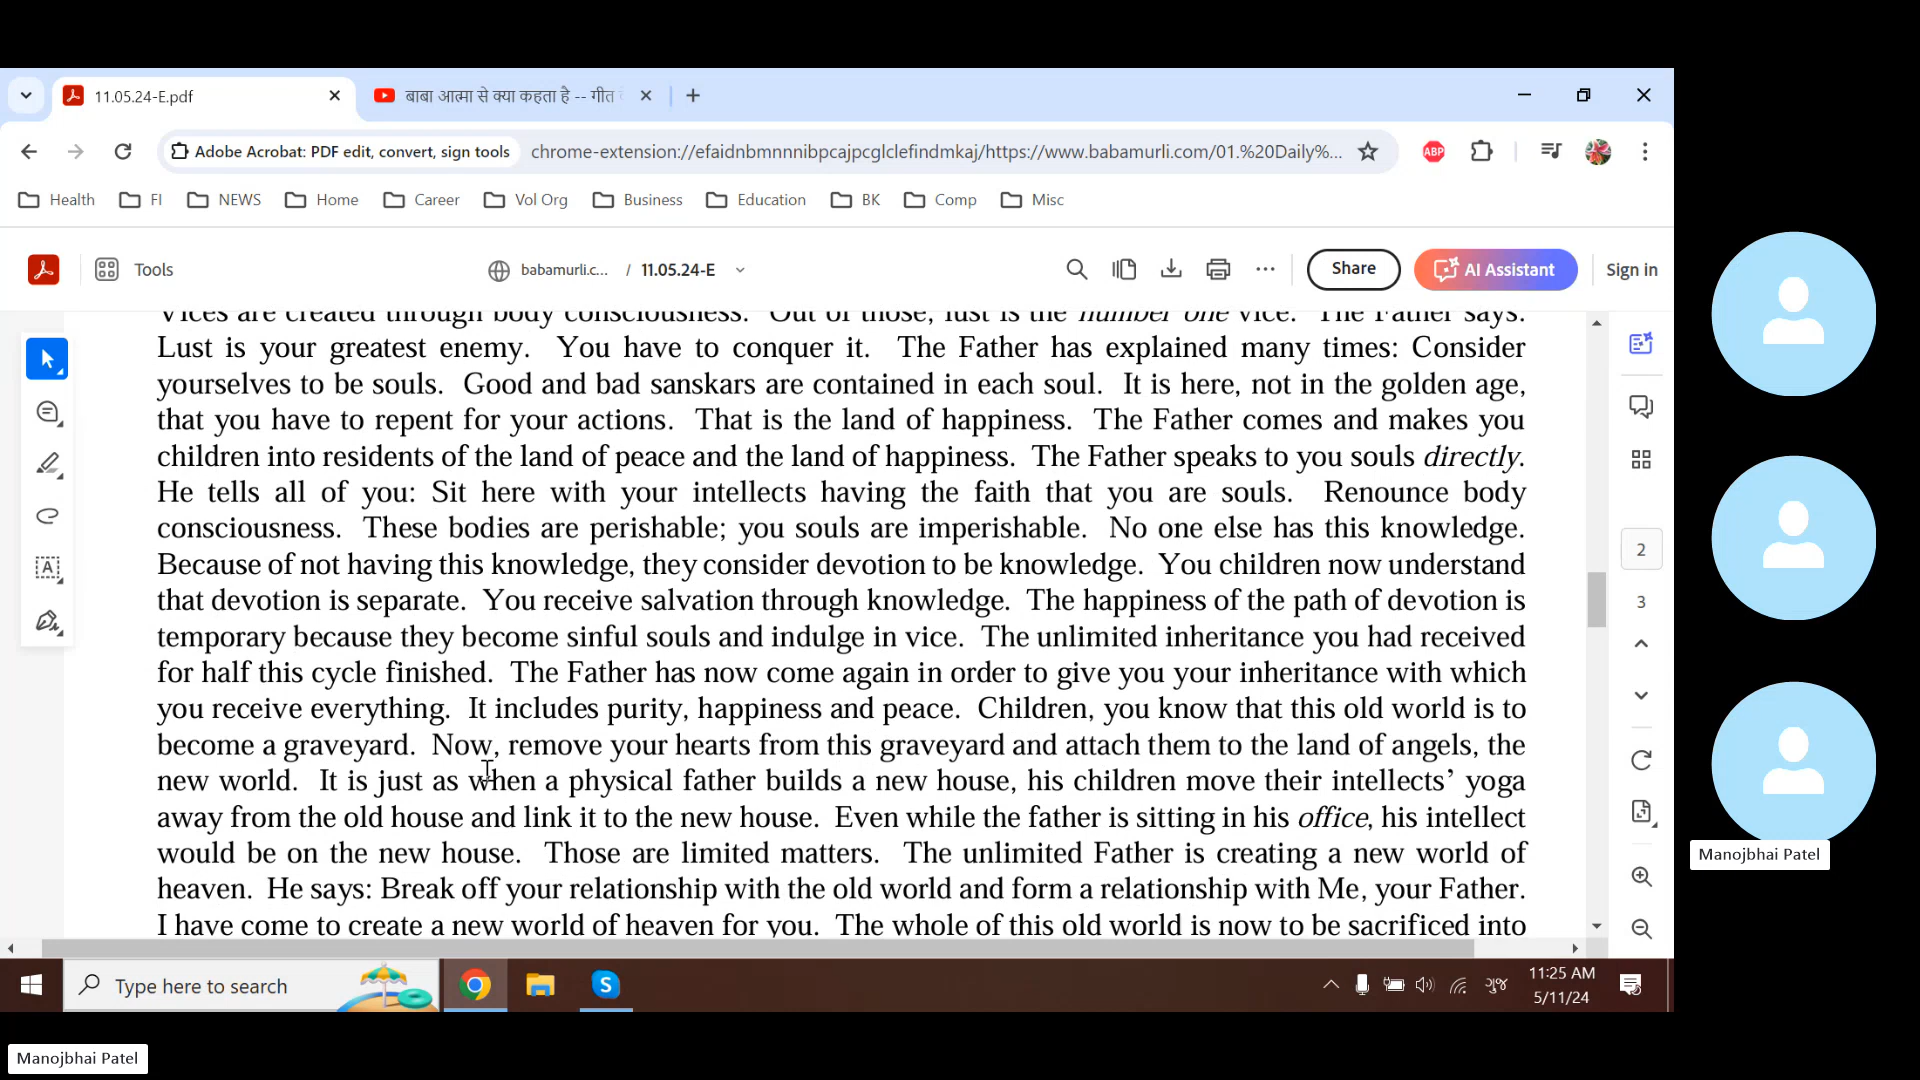 11.05.24-E.pdf
बाबा आत्मा से क्या कहता है -- गीत
Adobe Acrobat: PDF edit, convert, sign tools
chrome-extension://efaidnbmnnnibpcajpcglclefindmkaj/https://www.babamurli.com/01.%20Daily%...
ABP
Health FI NEWS Home Career Vol Org Business Education BK Comp Misc
Tools
babamurli.c... / 11.05.24-E
Share
AI Assistant
Sign in
Vices are created through body consciousness. Out of those, lust is the number one vice. The Father says:
Lust is your greatest enemy. You have to conquer it. The Father has explained many times: Consider
yourselves to be souls. Good and bad sanskars are contained in each soul. It is here, not in the golden age,
that you have to repent for your actions. That is the land of happiness. The Father comes and makes you
children into residents of the land of peace and the land of happiness. The Father speaks to you souls directly.
He tells all of you: Sit here with your intellects having the faith that you are souls. Renounce body
consciousness. These bodies are perishable; you souls are imperishable. No one else has this knowledge.
Because of not having this knowledge, they consider devotion to be knowledge. You children now understand
that devotion is separate. You receive salvation through knowledge. The happiness of the path of devotion is
temporary because they become sinful souls and indulge in vice. The unlimited inheritance you had received
for half this cycle finished. The Father has now come again in order to give you your inheritance with which
you receive everything. It includes purity, happiness and peace. Children, you know that this old world is to
become a graveyard. Now, remove your hearts from this graveyard and attach them to the land of angels, the
new world. It is just as when a physical father builds a new house, his children move their intellects’ yoga
away from the old house and link it to the new house. Even while the father is sitting in his office, his intellect
would be on the new house. Those are limited matters. The unlimited Father is creating a new world of
heaven. He says: Break off your relationship with the old world and form a relationship with Me, your Father.
I have come to create a new world of heaven for you. The whole of this old world is now to be sacrificed into
2
3
Manojbhai Patel
Type here to search
S
ગુજ
11:25 AM
5/11/24
Manojbhai Patel